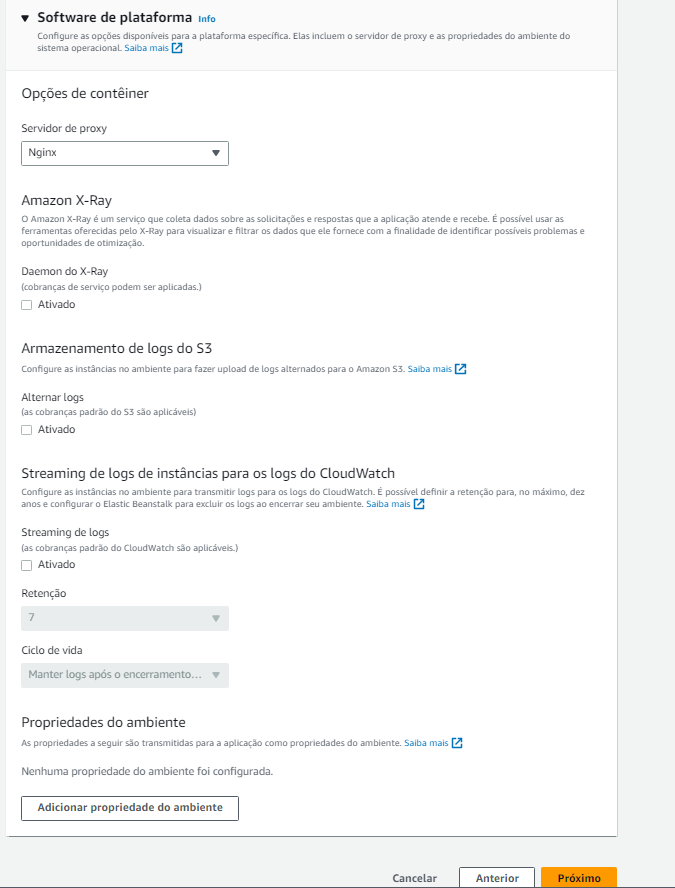 Software de plataforma Info
Configure as opções disponíveis para a plataforma específica. Elas incluem o servidor de proxy e as propriedades do ambiente do
sistema operacional. Saiba mais
Opções de contêiner
Servidor de proxy
Nginx
Amazon X-Ray
O Amazon X-Ray é um serviço que coleta dados sobre as solicitações e respostas que a aplicação atende e recebe. É possível usar as
ferramentas oferecidas pelo X-Ray para visualizar e filtrar os dados que ele fornece com a finalidade de identificar possíveis problemas e
oportunidades de otimização.
Daemon do X-Ray
(cobranças de serviço podem ser aplicadas.)
Ativado
Armazenamento de logs do S3
Configure as instâncias no ambiente para fazer upload de logs alternados para o Amazon S3. Saiba mais
Alternar logs
(as cobranças padrão do S3 são aplicáveis)
Ativado
Streaming de logs de instâncias para os logs do CloudWatch
Configure as instâncias no ambiente para transmitir logs para os logs do CloudWatch. É possível definir a retenção para, no máximo, dez
anos e configurar o Elastic Beanstalk para excluir os logs ao encerrar seu ambiente. Saiba mais
Streaming de logs
(as cobranças padrão do CloudWatch são aplicáveis.)
Ativado
Retenção
7
Ciclo de vida
Manter logs após o encerramento...
Propriedades do ambiente
As propriedades a seguir são transmitidas para a aplicação como propriedades do ambiente. Saiba mais
Nenhuma propriedade do ambiente foi configurada.
Adicionar propriedade do ambiente
Cancelar Anterior Próximo